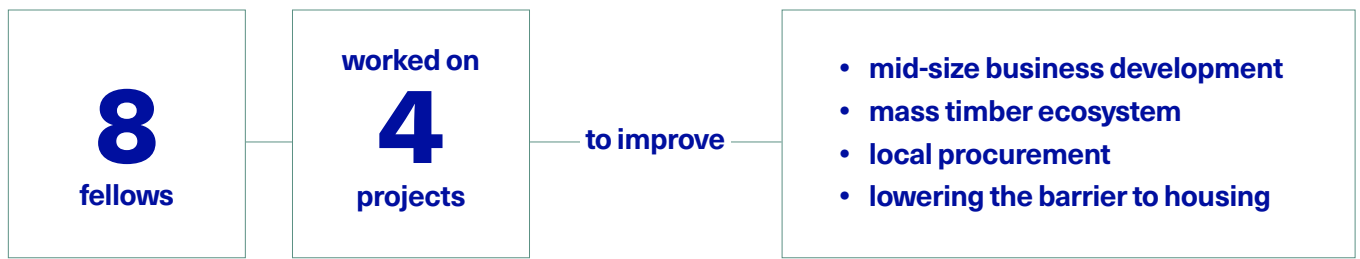 8
fellows
worked on
4
projects
to improve
• mid-size business development
• mass timber ecosystem
• local procurement
• lowering the barrier to housing